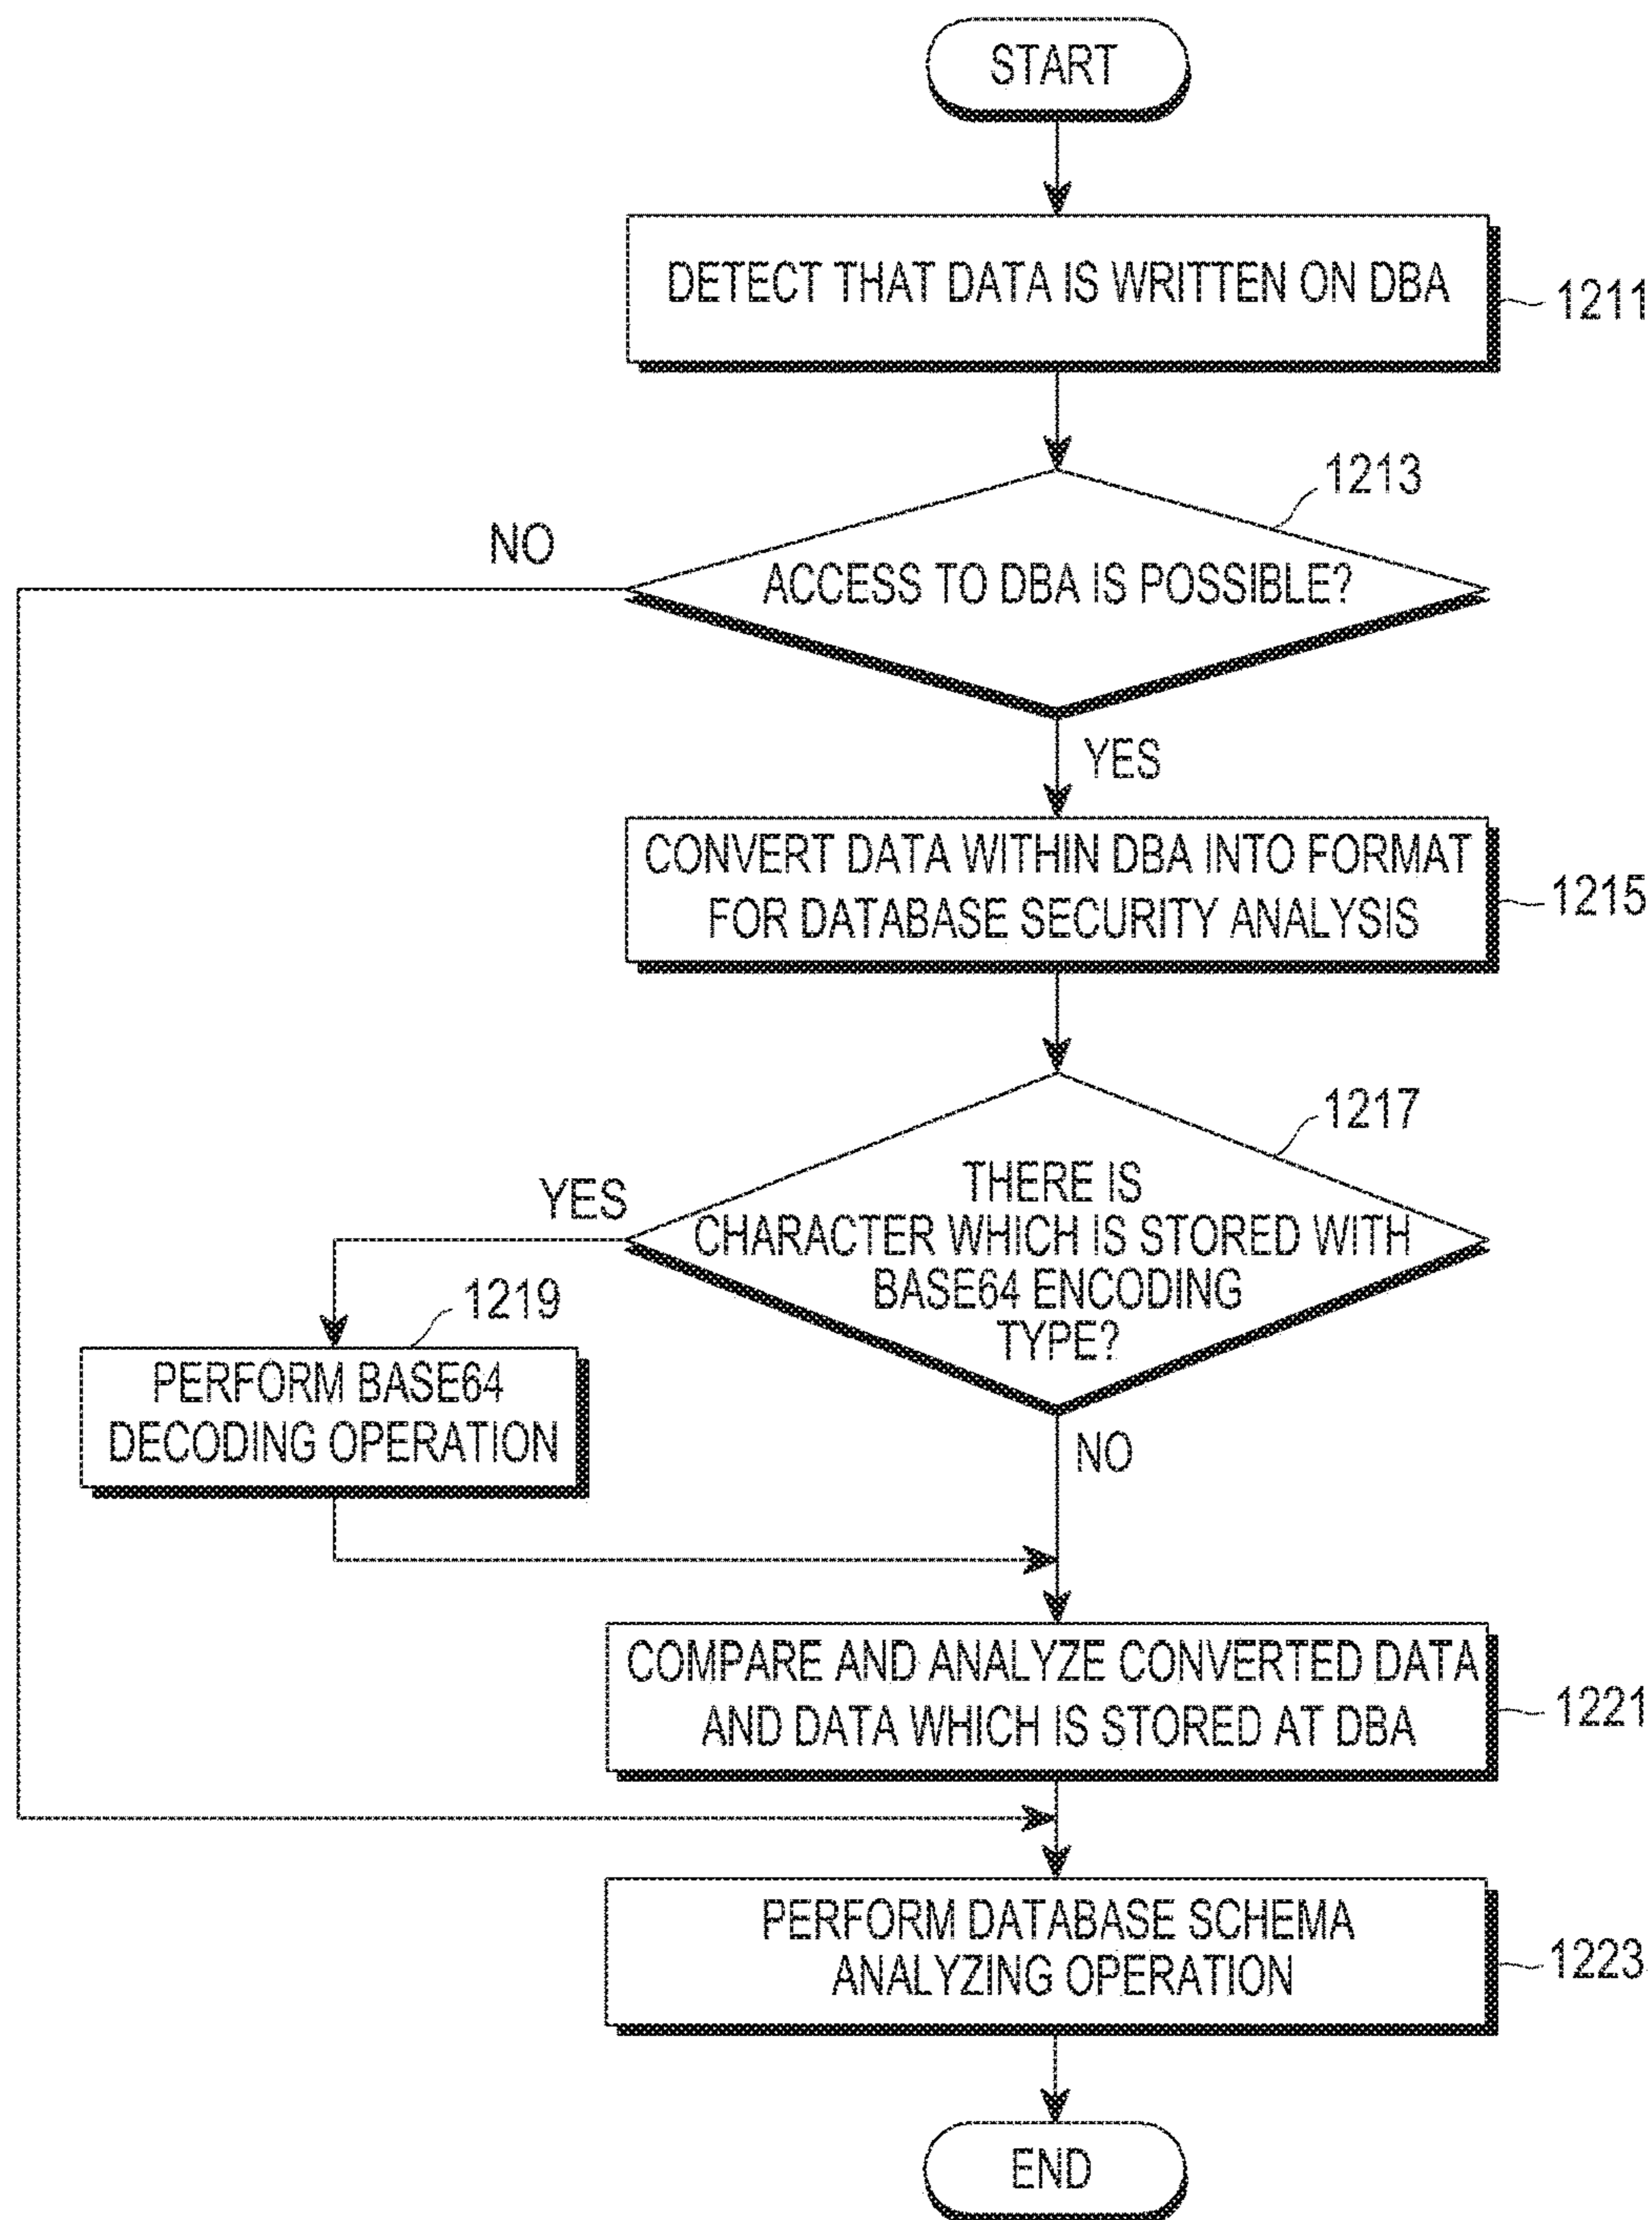 START
DETECT THAT DATA IS WRITTEN ON DBA
1211
1213
NO
ACCESS TO DBA IS POSSIBLE?
YES
CONVERT DATA WITHIN DBA INTO FORMAT
FOR DATABASE SECURITY ANALYSIS
1215
1217
YES
THERE IS
CHARACTER WHICH IS STORED WITH
BASE64 ENCODING
TYPE?
1219
PERFORM BASE64
DECODING OPERATION
NO
COMPARE AND ANALYZE CONVERTED DATA
AND DATA WHICH IS STORED AT DBA
1221
PERFORM DATABASE SCHEMA
ANALYZING OPERATION
1223
END